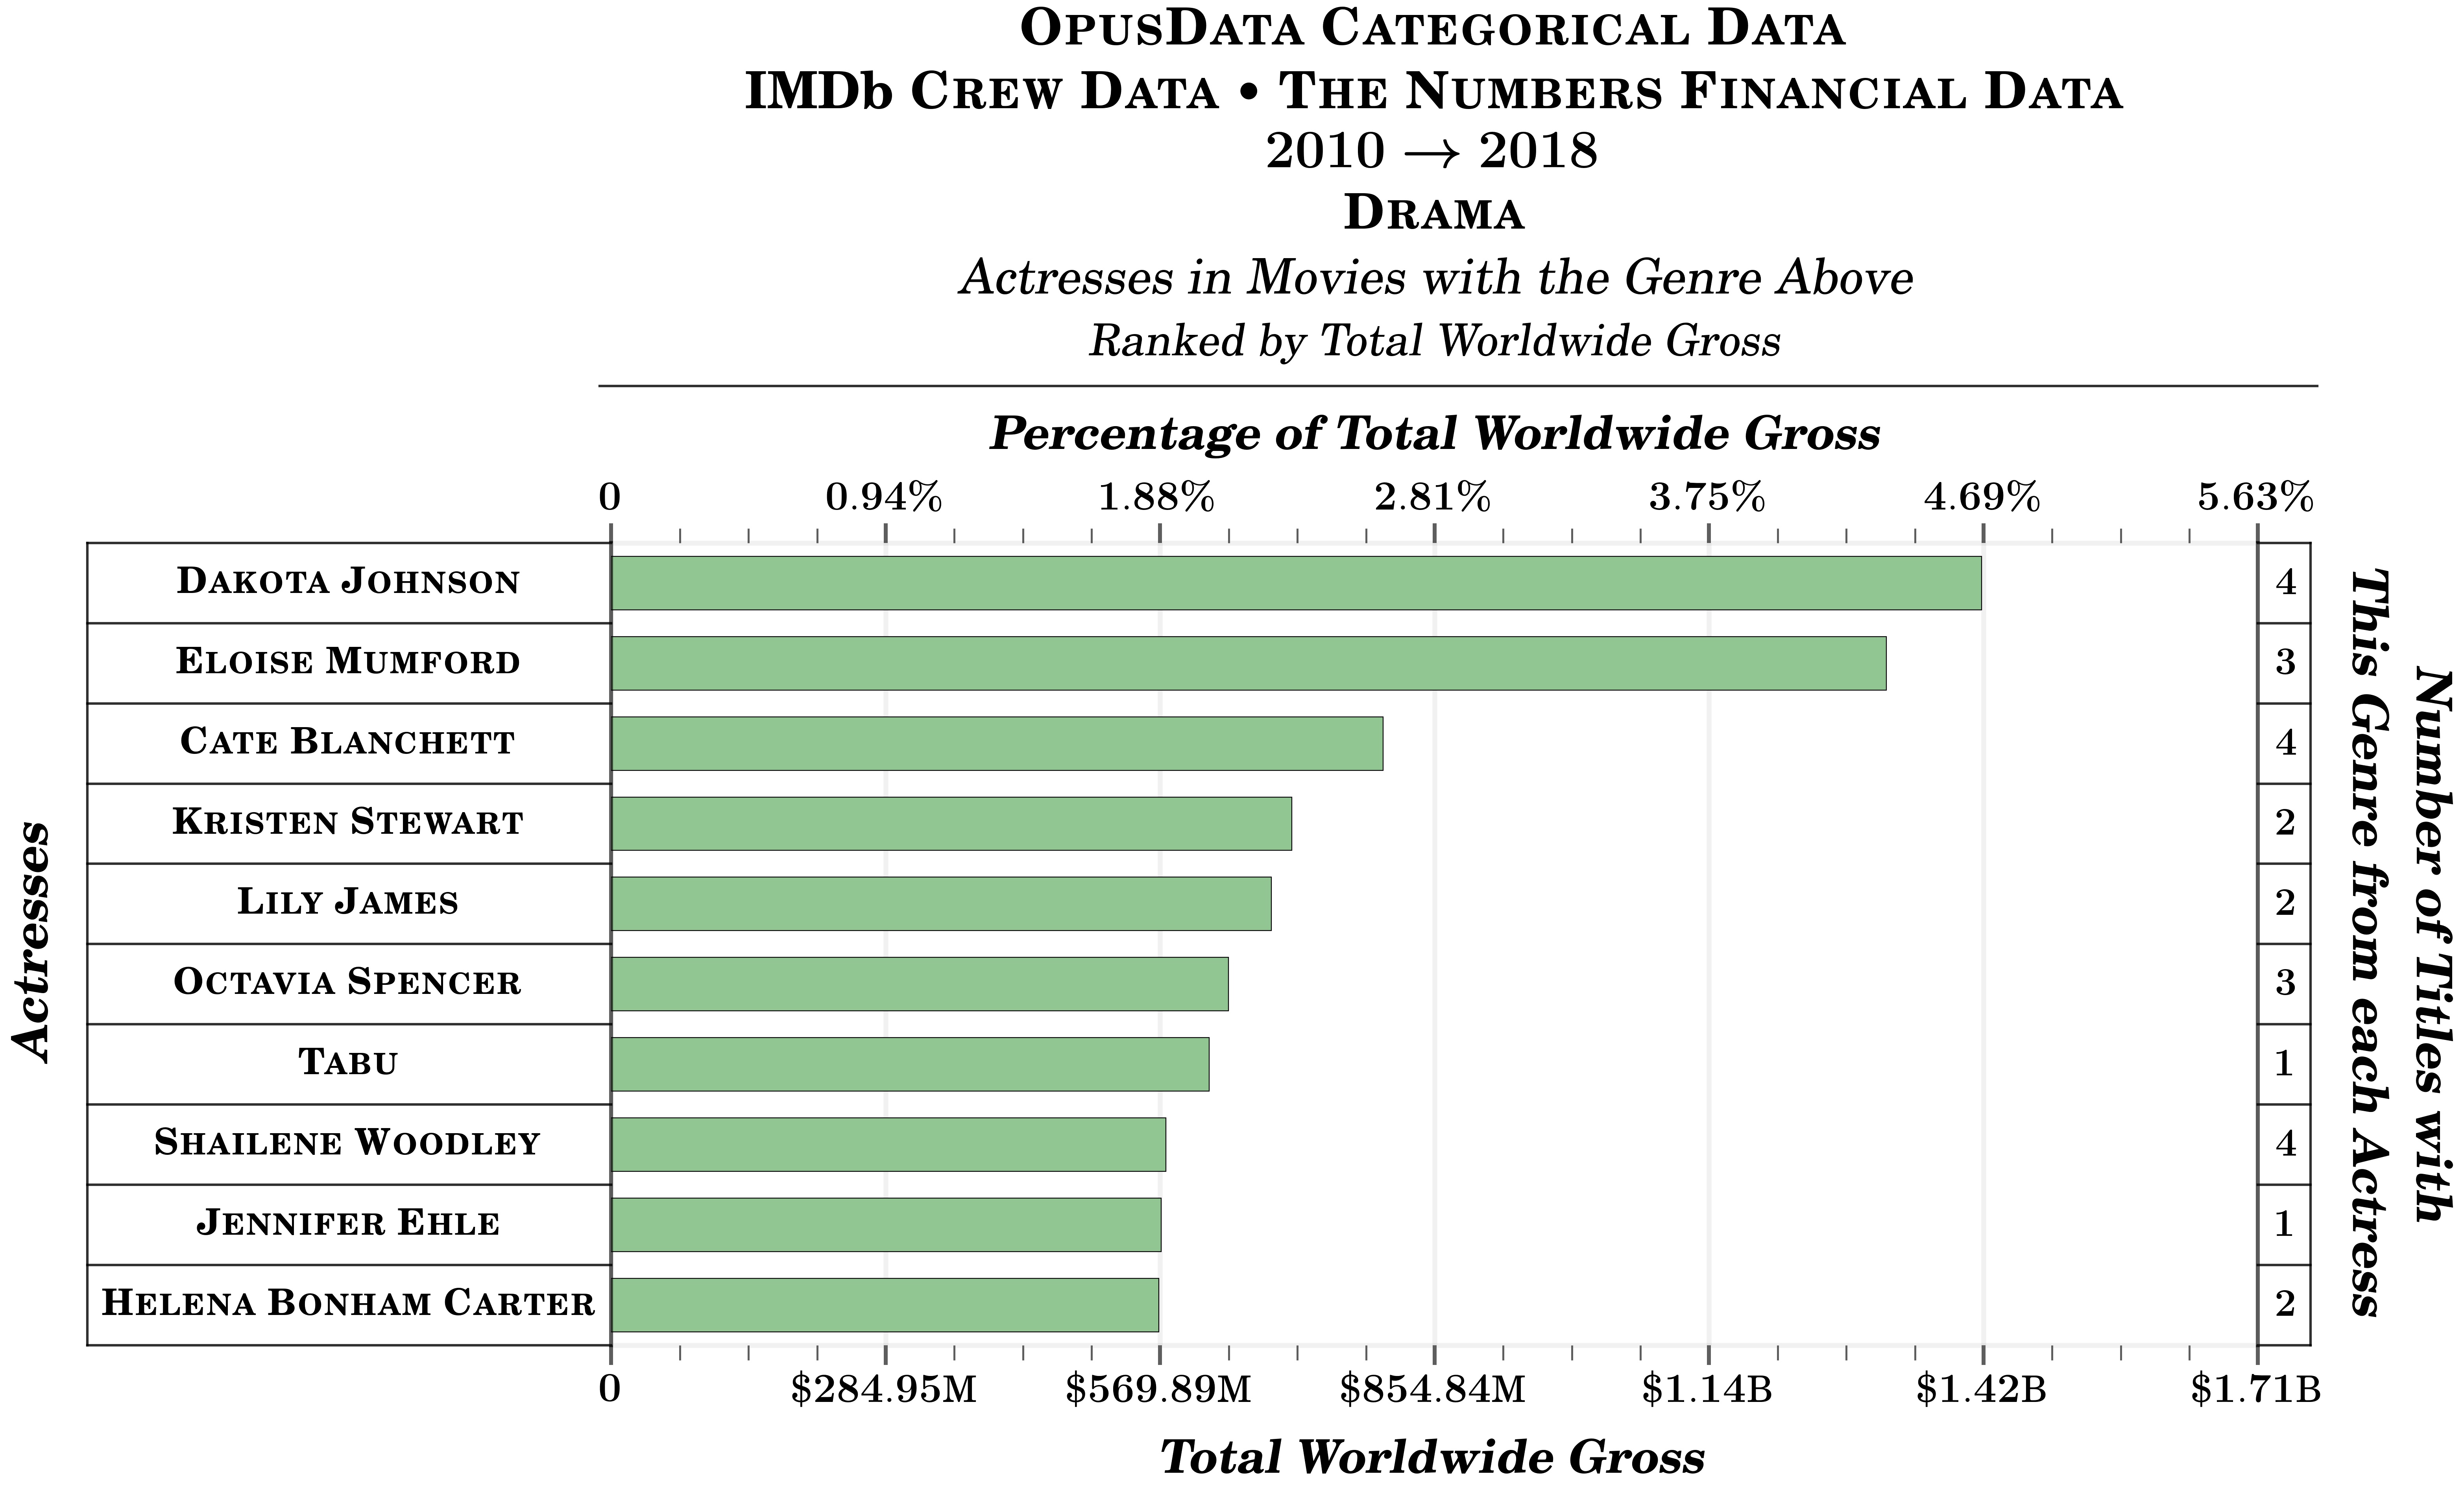 OpusData Categorical Data
IMDb Crew Data • The Numbers Financial Data
2010 → 2018
Drama
Actresses in Movies with the Genre Above
Ranked by Total Worldwide Gross
Percentage of Total Worldwide Gross
0 0.94% 1.88% 2.81% 3.75% 4.69% 5.63%
Actresses
Dakota Johnson 4
Eloise Mumford 3
Cate Blanchett 4
Kristen Stewart 2
Lily James 2
Octavia Spencer 3
Tabu 1
Shailene Woodley 4
Jennifer Ehle 1
Helena Bonham Carter 2
Number of Titles with
This Genre from each Actress
0 $284.95M $569.89M $854.84M $1.14B $1.42B $1.71B
Total Worldwide Gross